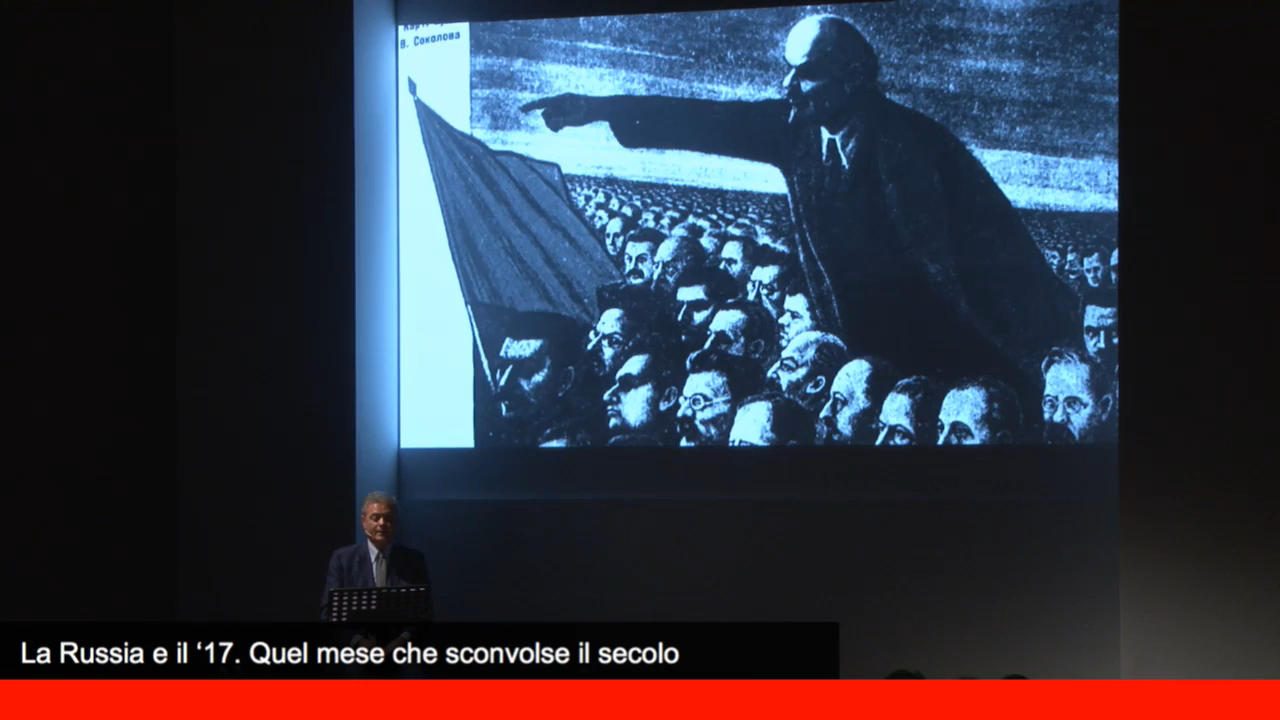 В. Соколова
La Russia e il ‘17. Quel mese che sconvolse il secolo